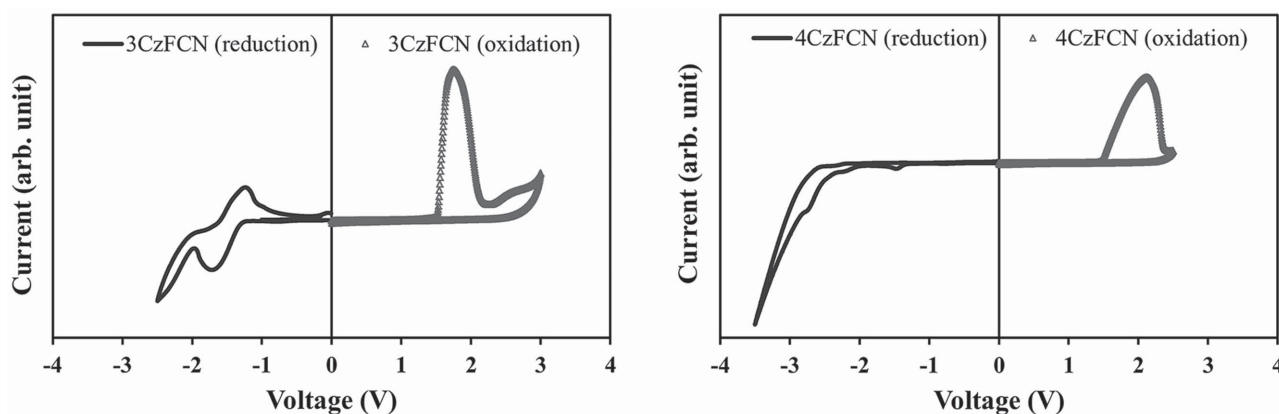 3CzFCN (reduction) 3CzFCN (oxidation)
Current (arb. unit)
-4 -3 -2 -1 0 1 2 3 4
Voltage (V)
4CzFCN (reduction) 4CzFCN (oxidation)
Current (arb. unit)
-4 -3 -2 -1 0 1 2 3 4
Voltage (V)